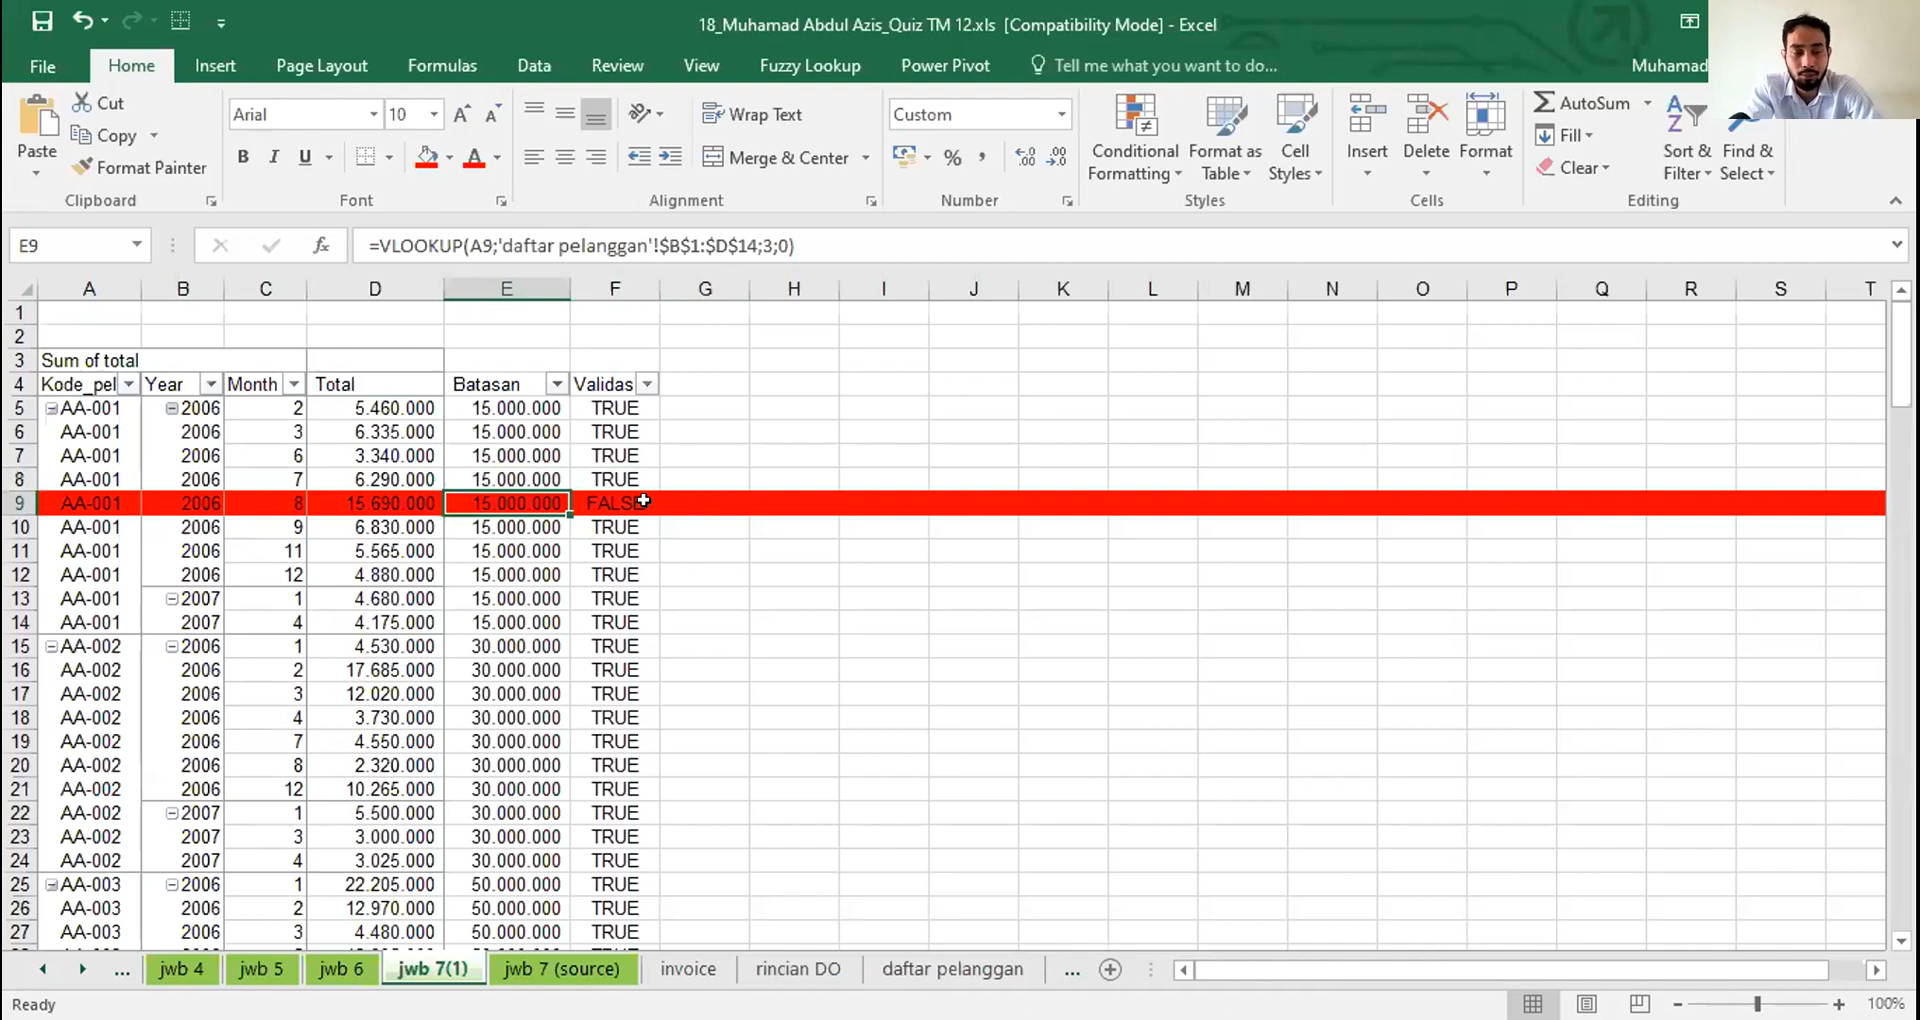 18_Muhamad Abdul Azis_Quiz TM 12.xls [Compatibility Mode] - Excel
File Home Insert Page Layout Formulas Data Review View Fuzzy Lookup Power Pivot Tell me what you want to do... Muhamad
Paste
Cut
Copy
Format Painter
Clipboard
Arial 10
B I U A
Font
Wrap Text
Merge & Center
Alignment
Custom
%
Number
Conditional Formatting
Format as Table
Cell Styles
Styles
Insert Delete Format
Cells
AutoSum
Fill
Clear
Sort & Filter
Find & Select
Editing
E9 fx =VLOOKUP(A9;'daftar pelanggan'!$B$1:$D$14;3;0)
A B C D E F G H I J K L M N O P Q R S T
1
2
3 Sum of total
4 Kode_pel Year Month Total Batasan Validas
5 AA-001 2006 2 5.460.000 15.000.000 TRUE
6 AA-001 2006 3 6.335.000 15.000.000 TRUE
7 AA-001 2006 6 3.340.000 15.000.000 TRUE
8 AA-001 2006 7 6.290.000 15.000.000 TRUE
9 AA-001 2006 8 15.690.000 15.000.000 FALSE
10 AA-001 2006 9 6.830.000 15.000.000 TRUE
11 AA-001 2006 11 5.565.000 15.000.000 TRUE
12 AA-001 2006 12 4.880.000 15.000.000 TRUE
13 AA-001 2007 1 4.680.000 15.000.000 TRUE
14 AA-001 2007 4 4.175.000 15.000.000 TRUE
15 AA-002 2006 1 4.530.000 30.000.000 TRUE
16 AA-002 2006 2 17.685.000 30.000.000 TRUE
17 AA-002 2006 3 12.020.000 30.000.000 TRUE
18 AA-002 2006 4 3.730.000 30.000.000 TRUE
19 AA-002 2006 7 4.550.000 30.000.000 TRUE
20 AA-002 2006 8 2.320.000 30.000.000 TRUE
21 AA-002 2006 12 10.265.000 30.000.000 TRUE
22 AA-002 2007 1 5.500.000 30.000.000 TRUE
23 AA-002 2007 3 3.000.000 30.000.000 TRUE
24 AA-002 2007 4 3.025.000 30.000.000 TRUE
25 AA-003 2006 1 22.205.000 50.000.000 TRUE
26 AA-003 2006 2 12.970.000 50.000.000 TRUE
27 AA-003 2006 3 4.480.000 50.000.000 TRUE
... jwb 4 jwb 5 jwb 6 jwb 7(1) jwb 7 (source) invoice rincian DO daftar pelanggan ...
Ready 100%